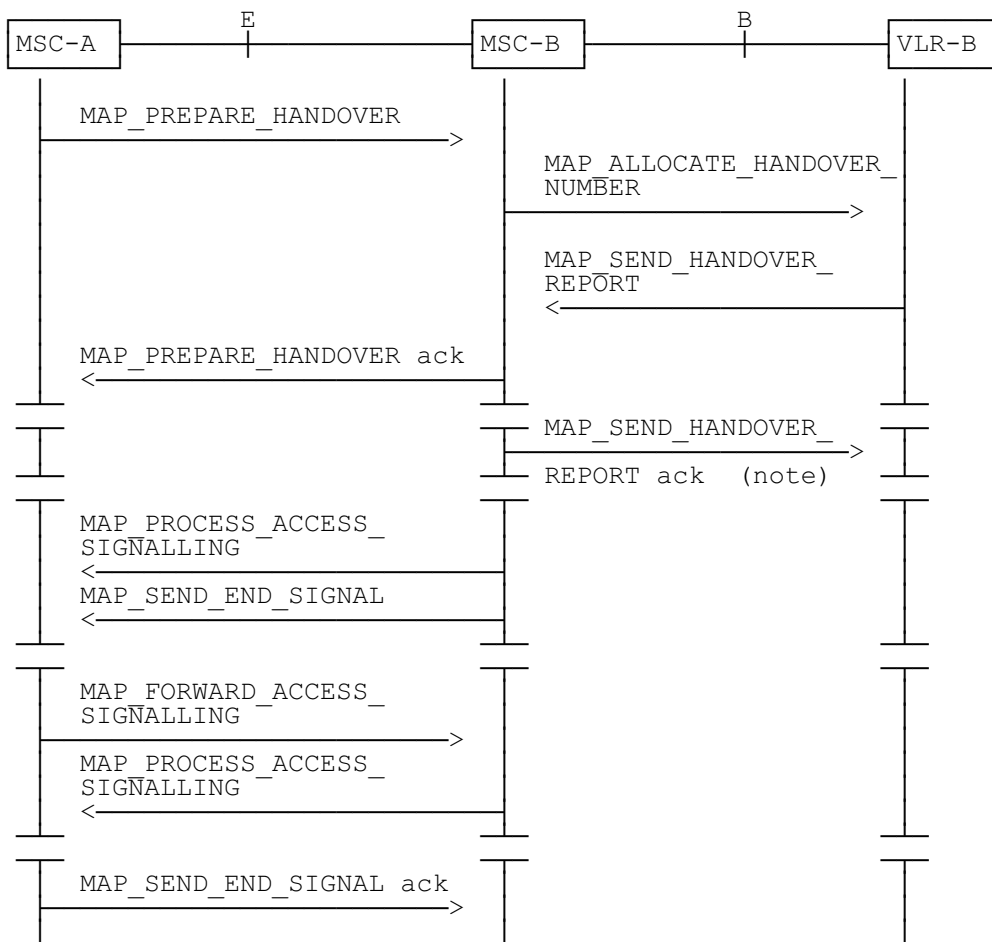 E
B
MSC-A
MSC-B
VLR-B
MAP_PREPARE_HANDOVER
MAP_ALLOCATE_HANDOVER_
NUMBER
MAP_SEND_HANDOVER_
REPORT
MAP_PREPARE_HANDOVER ack
MAP_SEND_HANDOVER_
REPORT ack (note)
MAP_PROCESS_ACCESS_
SIGNALLING
MAP_SEND_END_SIGNAL
MAP_FORWARD_ACCESS_
SIGNALLING
MAP_PROCESS_ACCESS_
SIGNALLING
MAP_SEND_END_SIGNAL ack